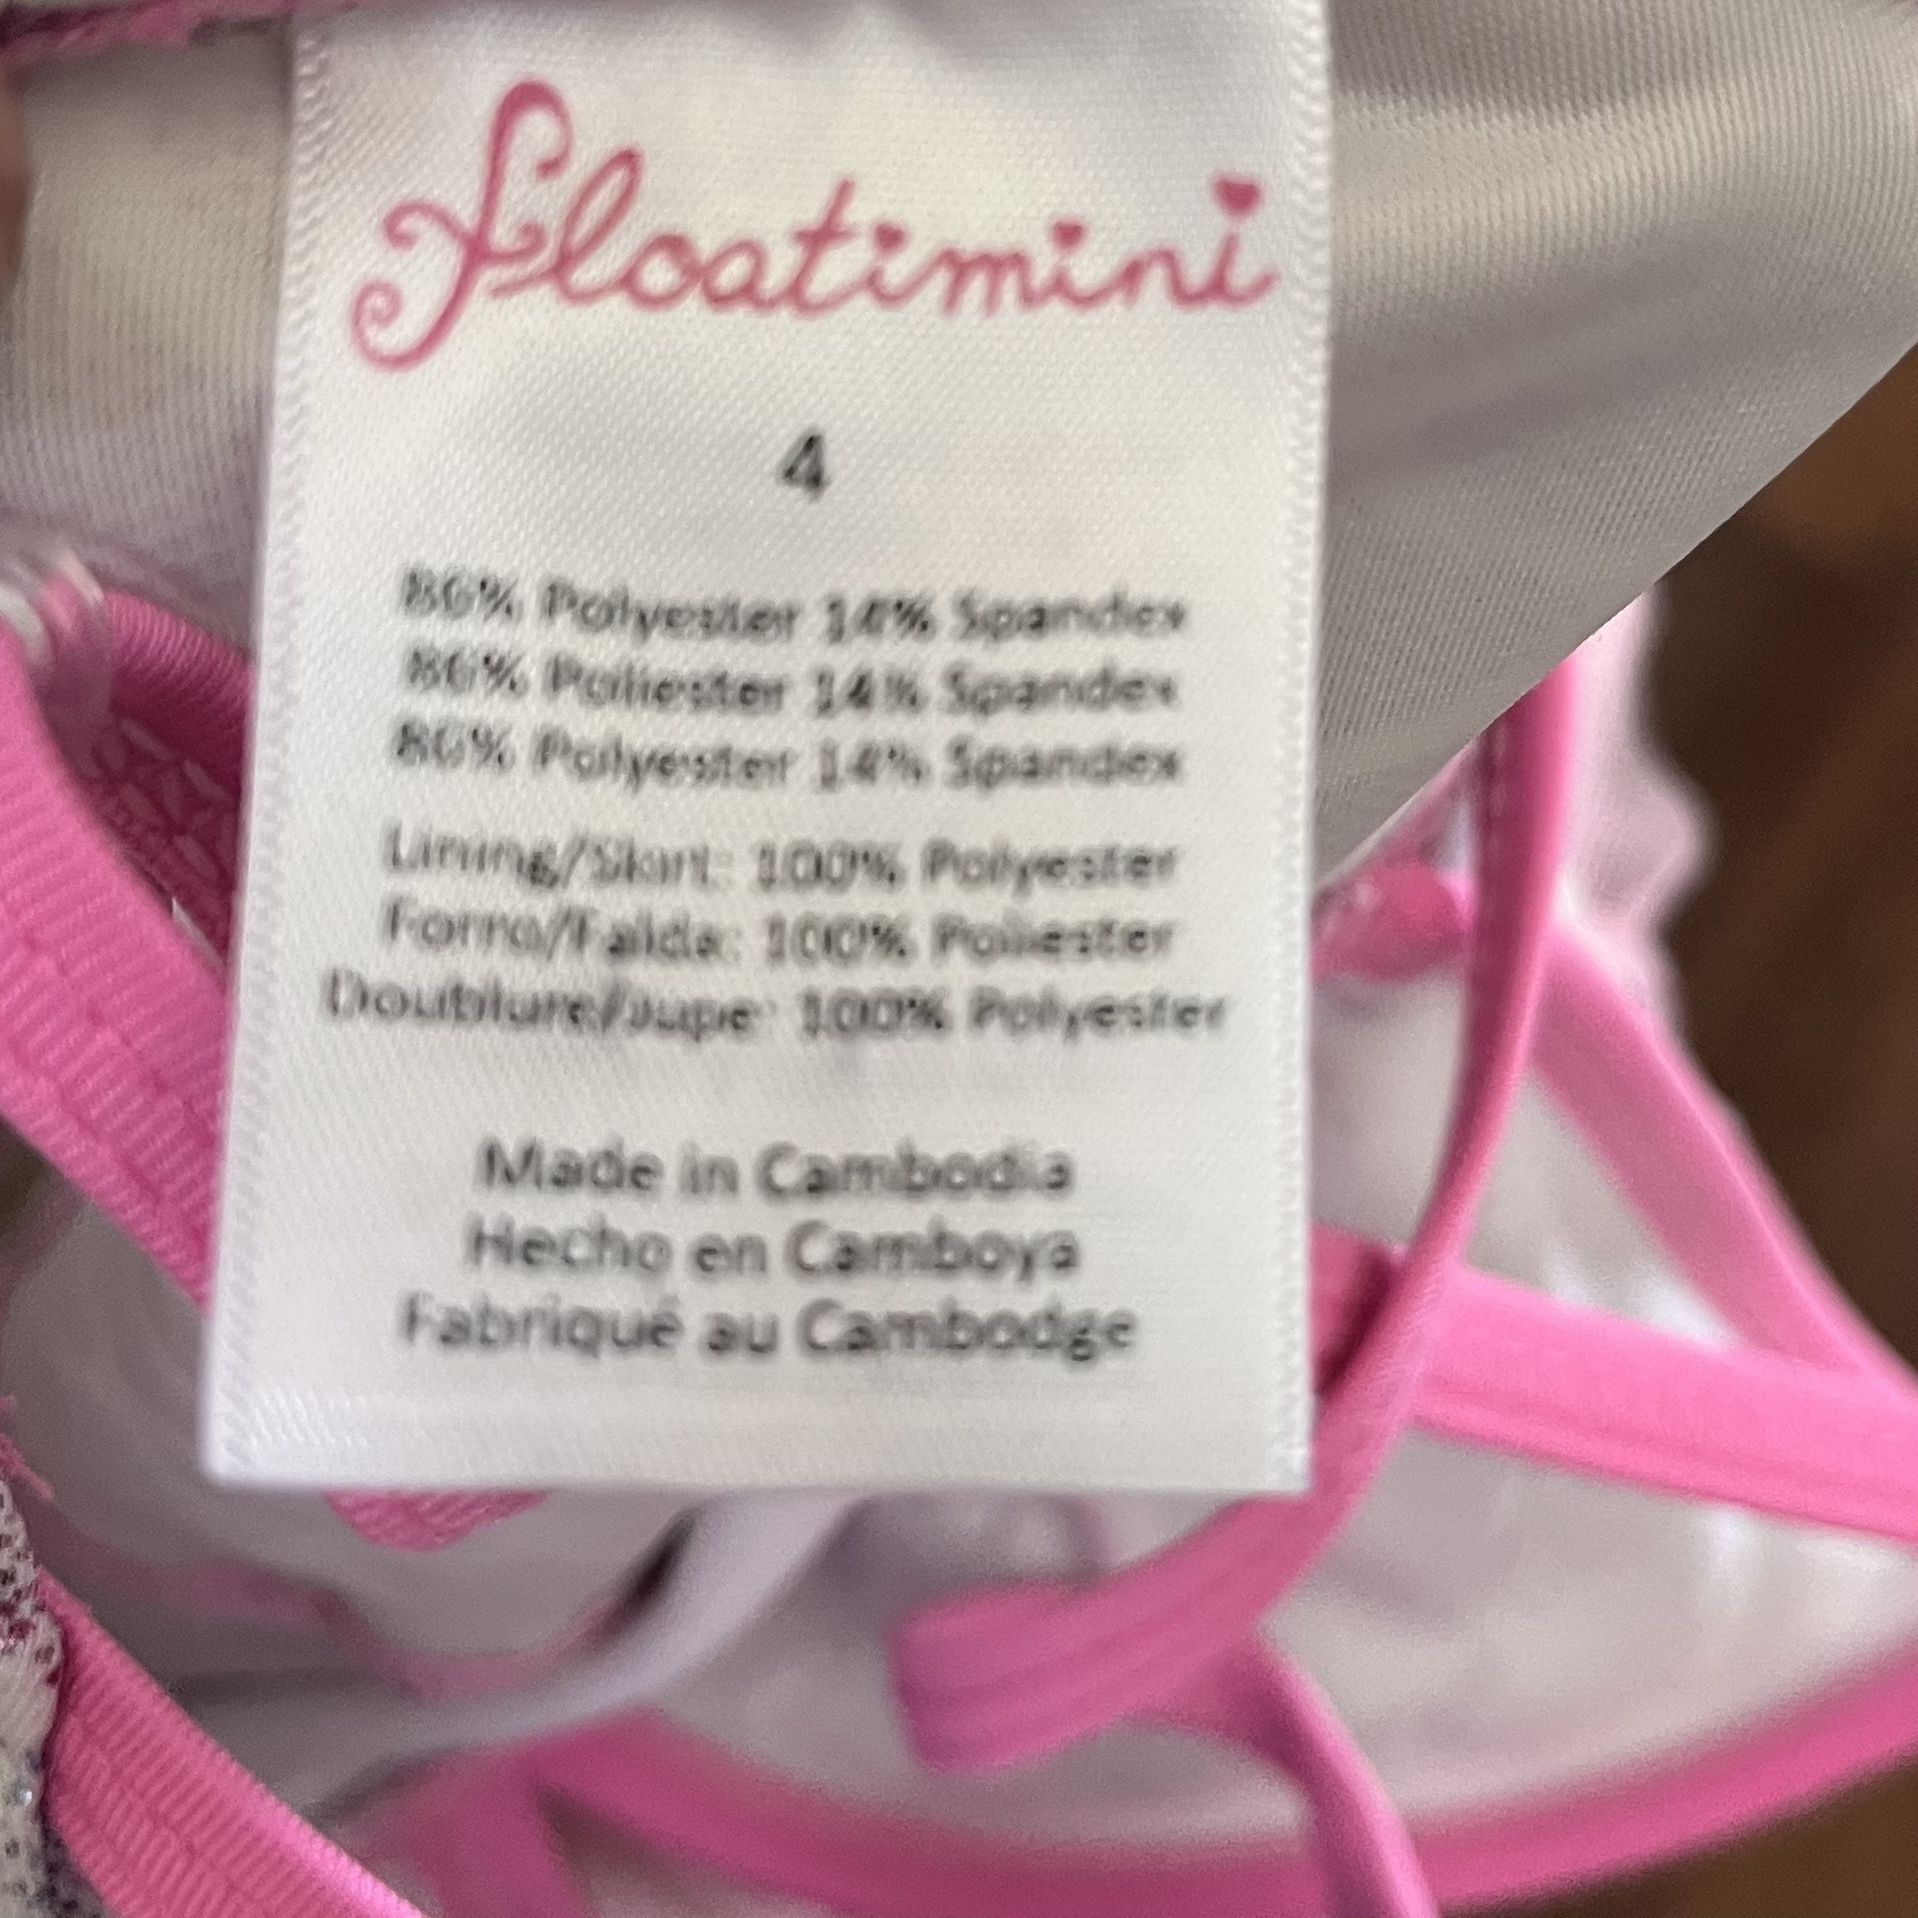 floatimini
4
86% Polyester 14% Spandex
86% Poliester 14% Spandex
86% Polyester 14% Spandex
Lining/Skirt: 100% Polyester
Forro/Falda: 100% Poliester
Doublure/Jupe: 100% Polyester
Made in Cambodia
Hecho en Camboya
Fabriqué au Cambodge